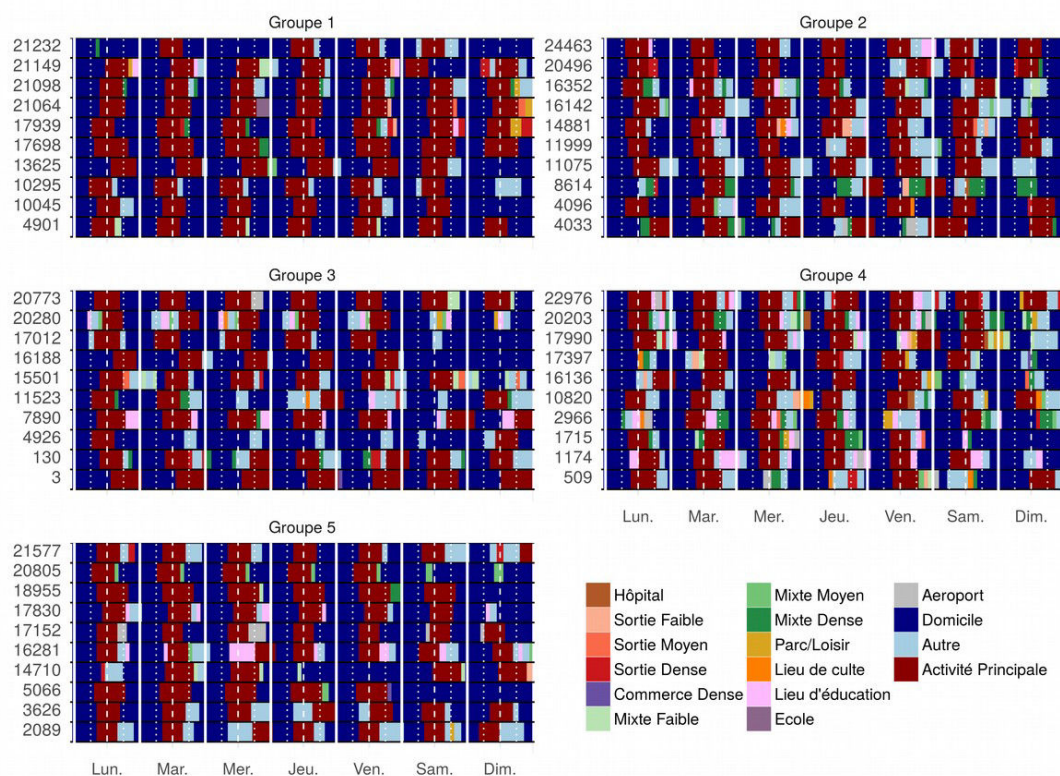 Groupe 1
21232
21149
21098
21064
17939
17698
13625
10295
10045
4901
Groupe 2
24463
20496
16352
16142
14881
11999
11075
8614
4096
4033
Groupe 3
20773
20280
17012
16188
15501
11523
7890
4926
130
3
Groupe 4
22976
20203
17990
17397
16136
10820
2966
1715
1174
509
Lun. Mar. Mer. Jeu. Ven. Sam. Dim.
Groupe 5
21577
20805
18955
17830
17152
16281
14710
5066
3626
2089
Lun. Mar. Mer. Jeu. Ven. Sam. Dim.
Hôpital
Sortie Faible
Sortie Moyen
Sortie Dense
Commerce Dense
Mixte Faible
Mixte Moyen
Mixte Dense
Parc/Loisir
Lieu de culte
Lieu d'éducation
Ecole
Aeroport
Domicile
Autre
Activité Principale